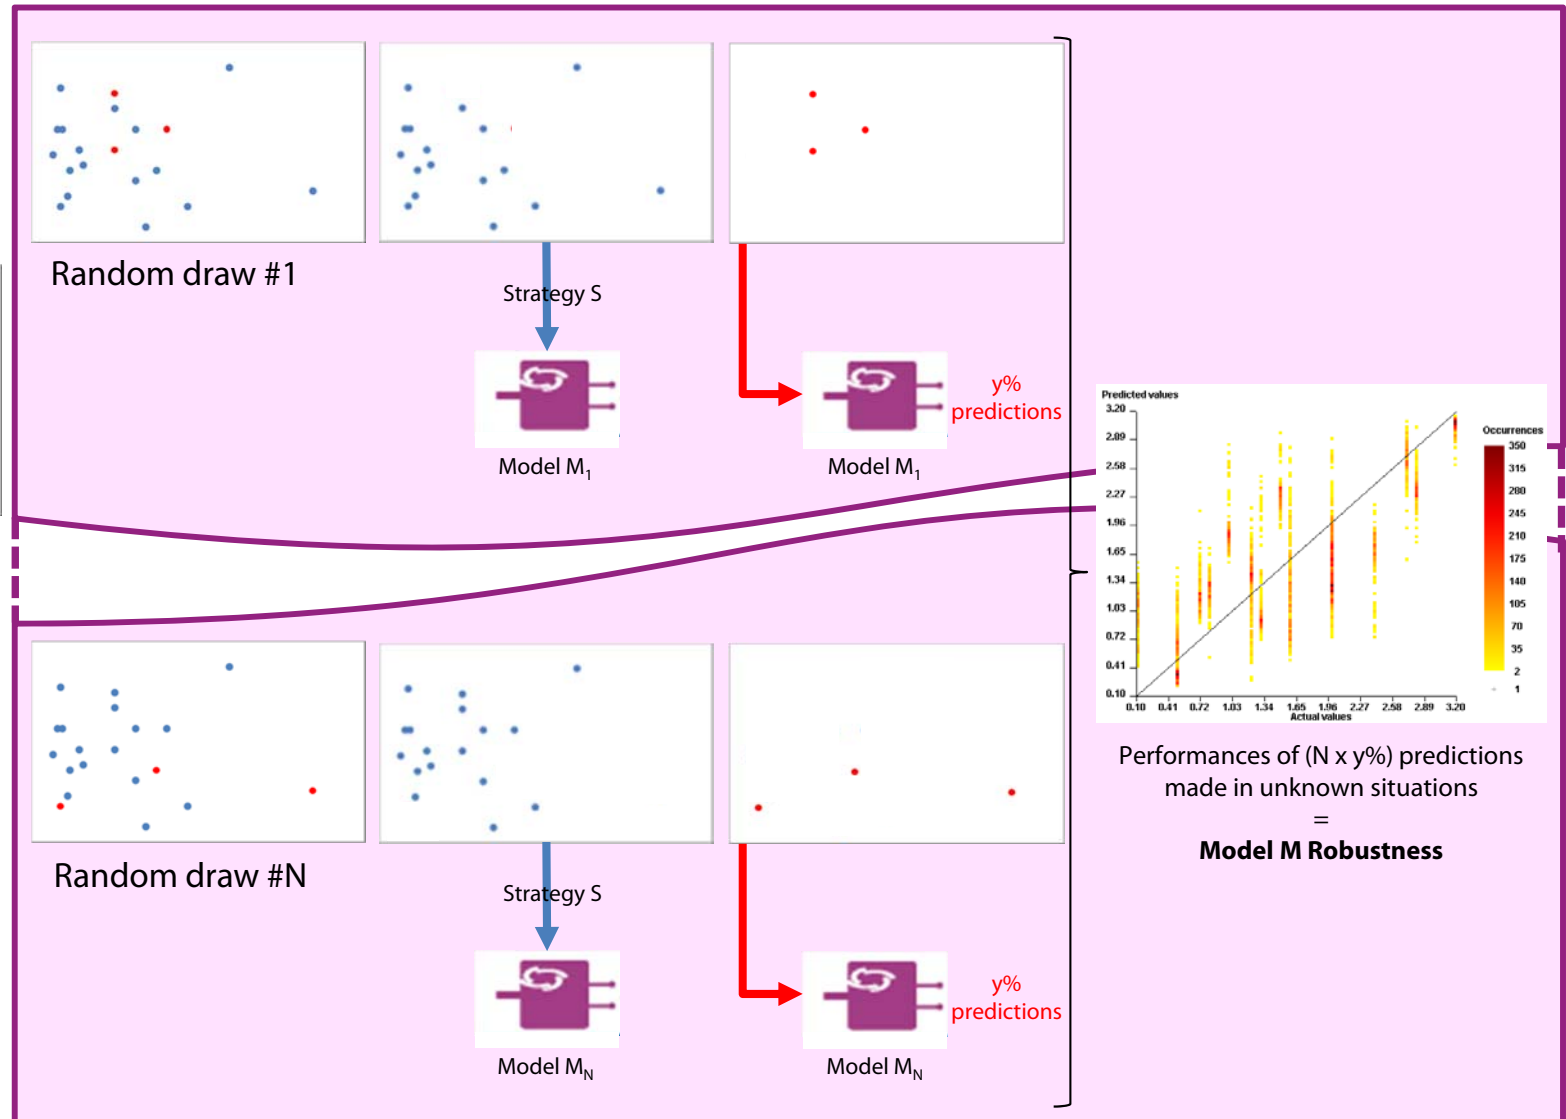 Random draw #1
Strategy S
Model M1
y%
predictions
Model M1
Random draw #N
Strategy S
Model MN
y%
predictions
Model MN
Predicted values
3.20
2.89
2.58
2.27
1.96
1.65
1.34
1.03
0.72
0.41
0.10
0.10 0.41 0.72 1.03 1.34 1.65 1.96 2.27 2.58 2.89 3.20
Actual values
Occurrences
350
315
280
245
210
175
140
105
70
35
2
1
Performances of (N x y%) predictions
made in unknown situations
=
Model M Robustness